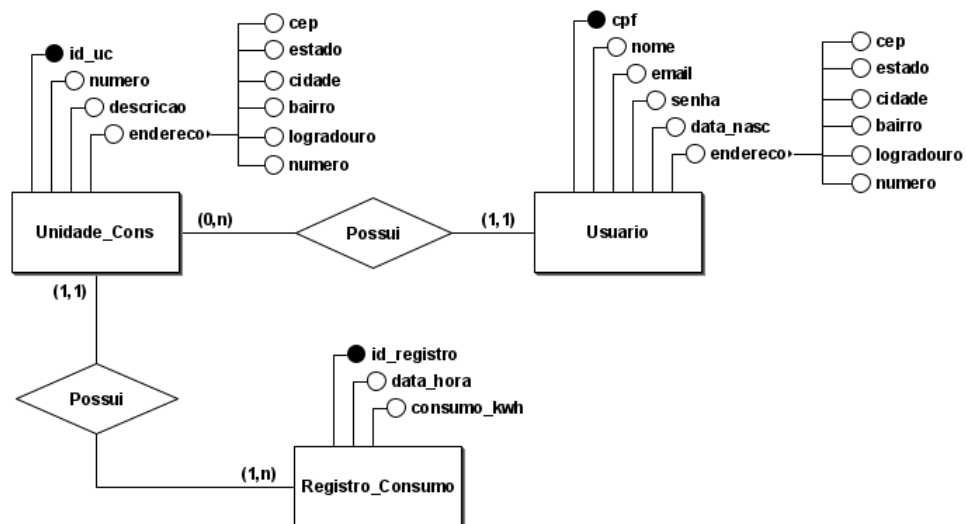 id_uc
numero
descricao
endereco
cep
estado
cidade
bairro
logradouro
numero
cpf
nome
email
senha
data_nasc
endereco
cep
estado
cidade
bairro
logradouro
numero
Unidade_Cons
(0,n)
Possui
(1,1)
Usuario
(1,1)
Possui
(1,n)
id_registro
data_hora
consumo_kwh
Registro_Consumo